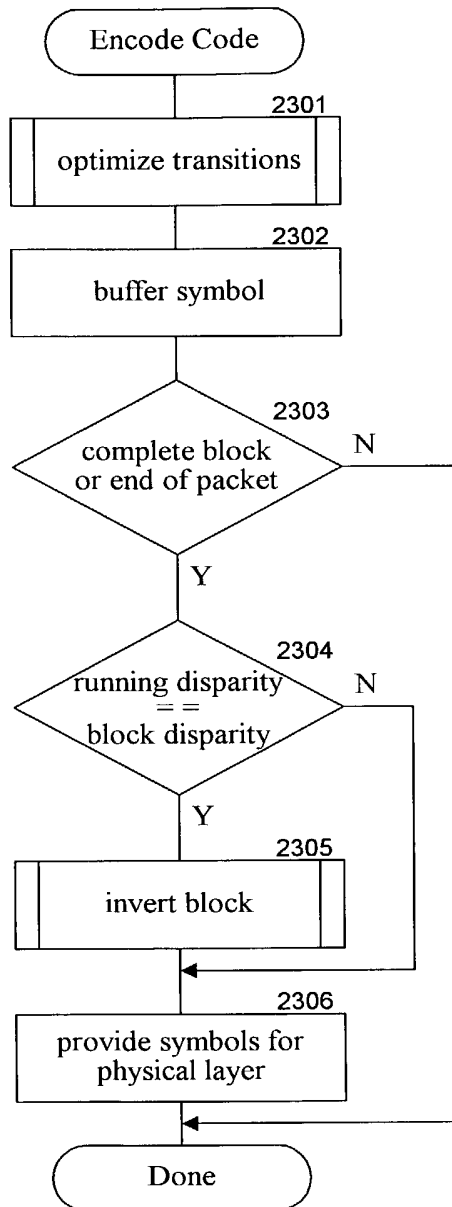 Encode Code
2301
optimize transitions
2302
buffer symbol
2303
complete block
or end of packet
N
Y
2304
running disparity
==
block disparity
N
Y
2305
invert block
2306
provide symbols for
physical layer
Done